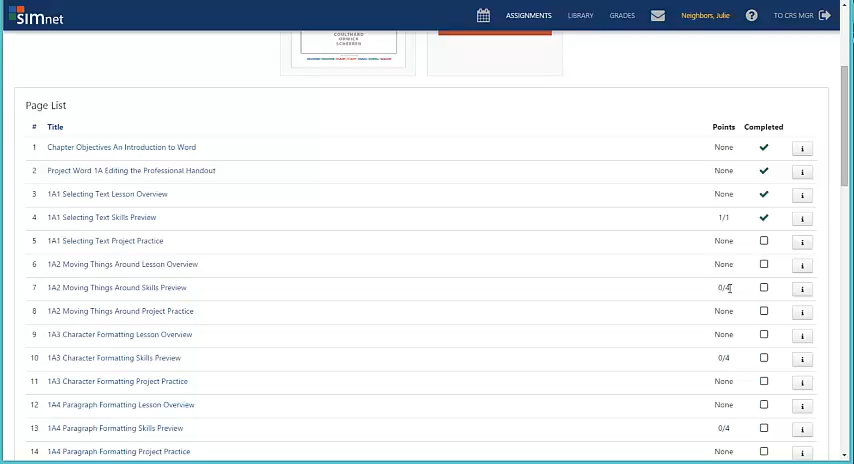 SIMnet ASSIGNMENTS LIBRARY GRADES Neighbors, Julie ? TO CRS MGR
COULTHARD
ORWICK
SCHERREN
Page List
# Title Points Completed
1 Chapter Objectives An Introduction to Word None i
2 Project Word 1A Editing the Professional Handout None i
3 1A1 Selecting Text Lesson Overview None i
4 1A1 Selecting Text Skills Preview 1/1 i
5 1A1 Selecting Text Project Practice None i
6 1A2 Moving Things Around Lesson Overview None i
7 1A2 Moving Things Around Skills Preview 0/4 i
8 1A2 Moving Things Around Project Practice None i
9 1A3 Character Formatting Lesson Overview None i
10 1A3 Character Formatting Skills Preview 0/4 i
11 1A3 Character Formatting Project Practice None i
12 1A4 Paragraph Formatting Lesson Overview None i
13 1A4 Paragraph Formatting Skills Preview 0/4 i
14 1A4 Paragraph Formatting Project Practice None i